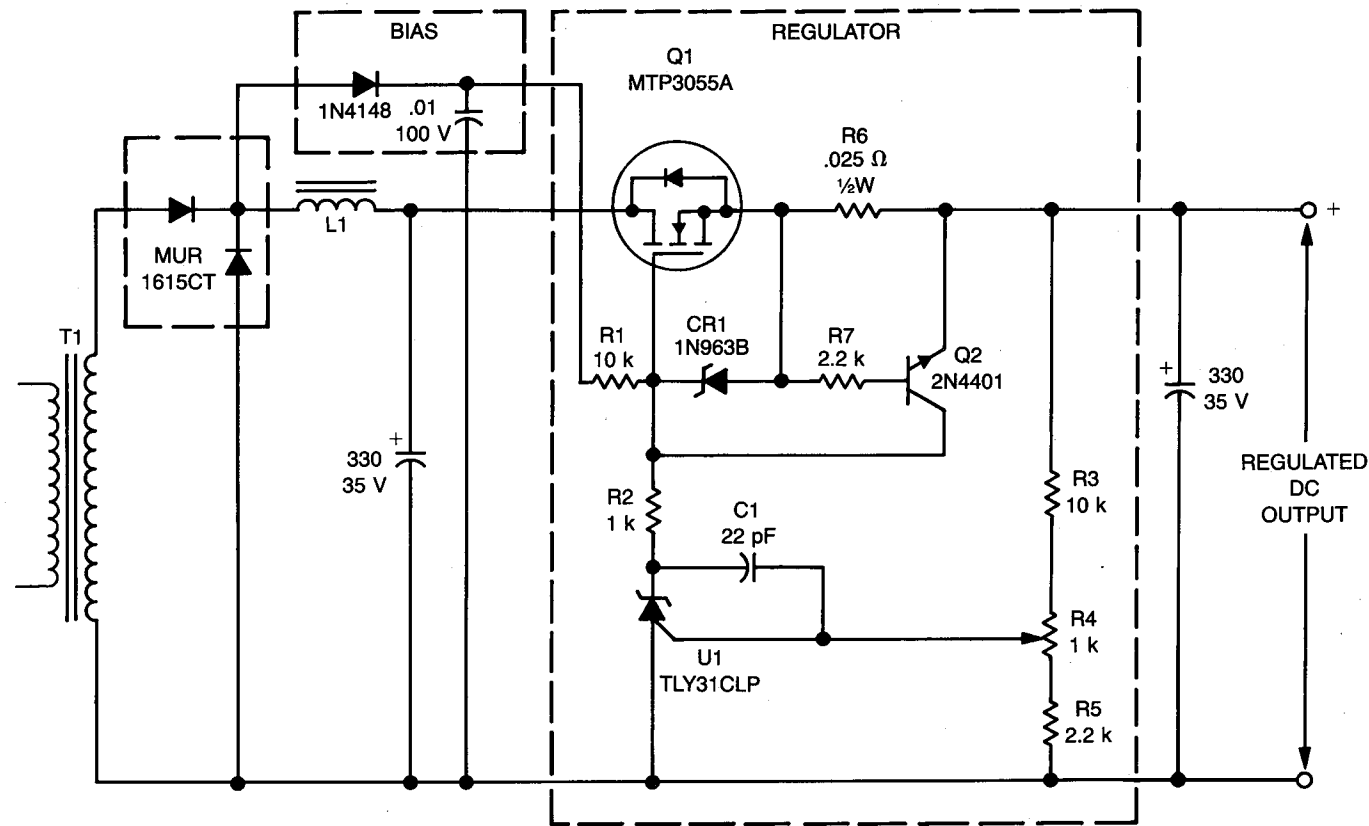 BIAS
REGULATOR
Q1
MTP3055A
1N4148
.01
100 V
R6
.025 Ω
½W
+
L1
MUR
1615CT
T1
R1
10 k
CR1
1N963B
R7
2.2 k
Q2
2N4401
+
330
35 V
+
330
35 V
REGULATED
DC
OUTPUT
R2
1 k
C1
22 pF
R3
10 k
R4
1 k
U1
TLY31CLP
R5
2.2 k